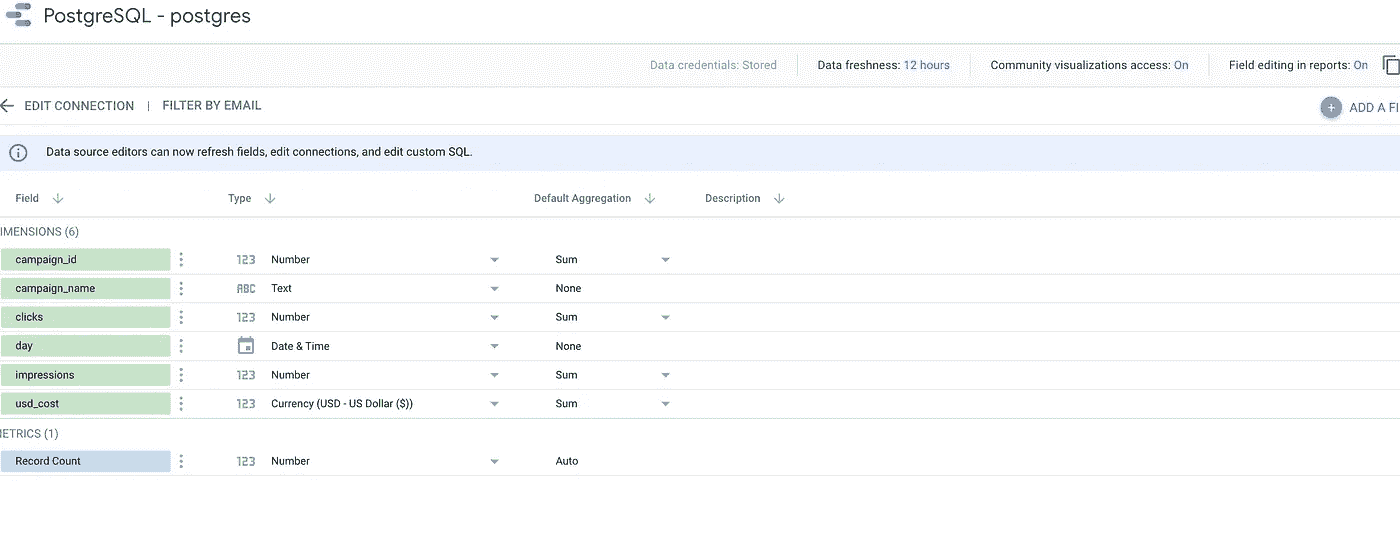 PostgreSQL - postgres
Data credentials: Stored Data freshness: 12 hours Community visualizations access: On Field editing in reports: On
EDIT CONNECTION | FILTER BY EMAIL ADD A FI
Data source editors can now refresh fields, edit connections, and edit custom SQL.
Field Type Default Aggregation Description
IMENSIONS (6)
campaign_id 123 Number Sum
campaign_name ABC Text None
clicks 123 Number Sum
day Date & Time None
impressions 123 Number Sum
usd_cost 123 Currency (USD - US Dollar ($)) Sum
METRICS (1)
Record Count 123 Number Auto